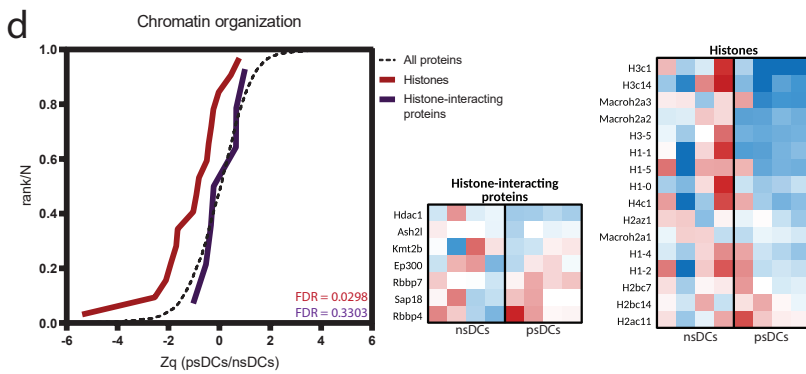 d
Chromatin organization
1.0
0.8
0.6
0.4
0.2
0.0
rank/N
-6
-4
-2
0
2
4
6
Zq (psDCs/nsDCs)
FDR = 0.0298
FDR = 0.3303
All proteins
Histones
Histone-interacting
proteins
Histone-interacting
proteins
Hdac1
Ash2l
Kmt2b
Ep300
Rbbp7
Sap18
Rbbp4
nsDCs
psDCs
Histones
H3c1
H3c14
Macroh2a3
Macroh2a2
H3-5
H1-1
H1-5
H1-0
H4c1
H2az1
Macroh2a1
H1-4
H1-2
H2bc7
H2bc14
H2ac11
nsDCs
psDCs